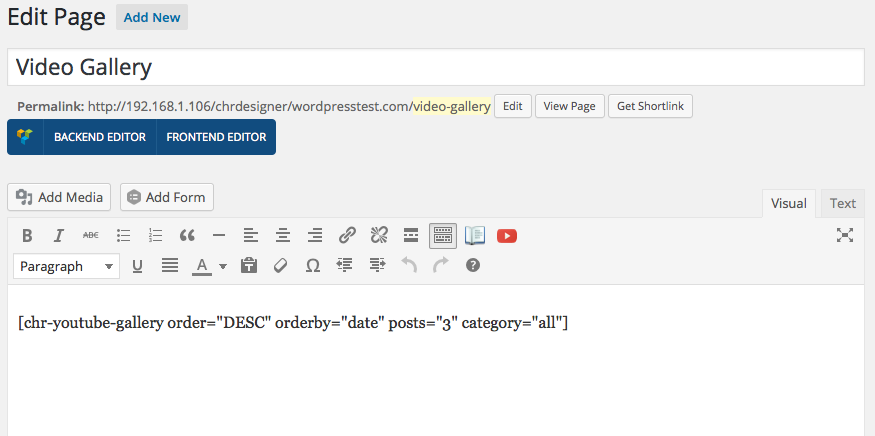 Edit Page Add New
Video Gallery
Permalink: http://192.168.1.106/chrdesigner/wordpresstest.com/video-gallery Edit View Page Get Shortlink
BACKEND EDITOR FRONTEND EDITOR
Add Media Add Form Visual Text
B I ABC
Paragraph U A Ω
[chr-youtube-gallery order="DESC" orderby="date" posts="3" category="all"]